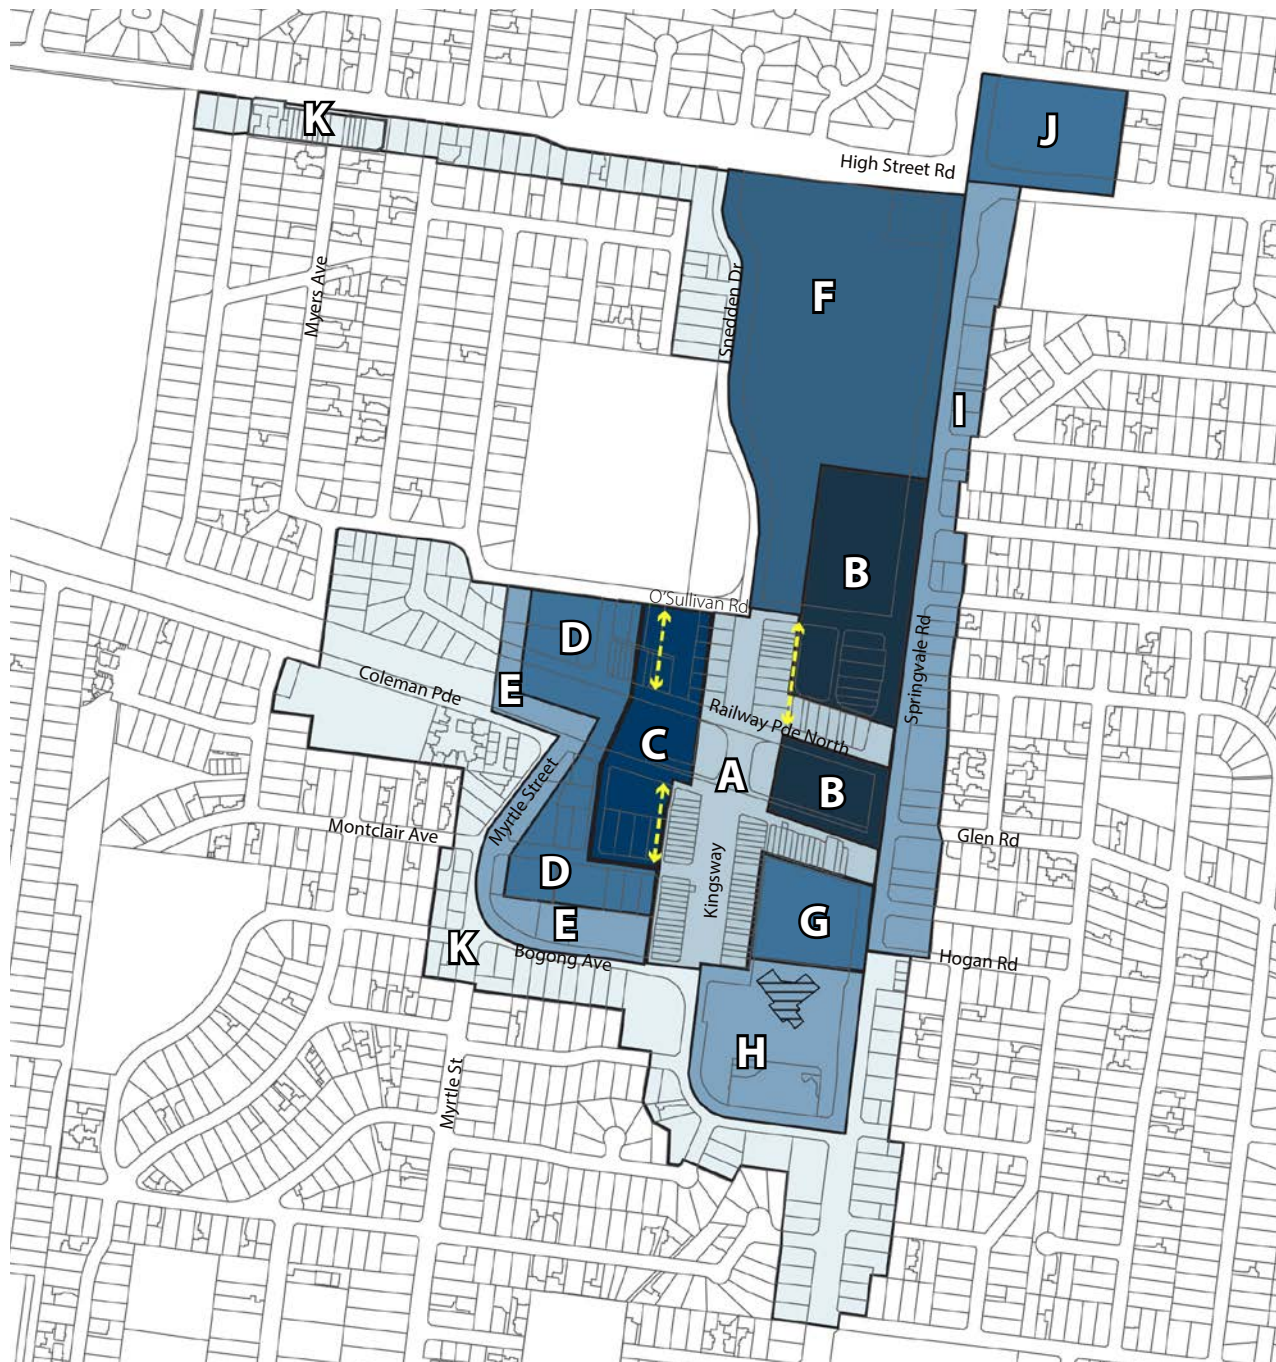 K
J
High Street Rd
F
Myers Ave
Snedden Dr
I
B
O'Sullivan Rd
D
Springvale Rd
E
Coleman Pde
Railway Pde North
C
A
B
Myrtle Street
Montclair Ave
Glen Rd
D
Kingsway
G
E
K
Bogong Ave
Hogan Rd
H
Myrtle St